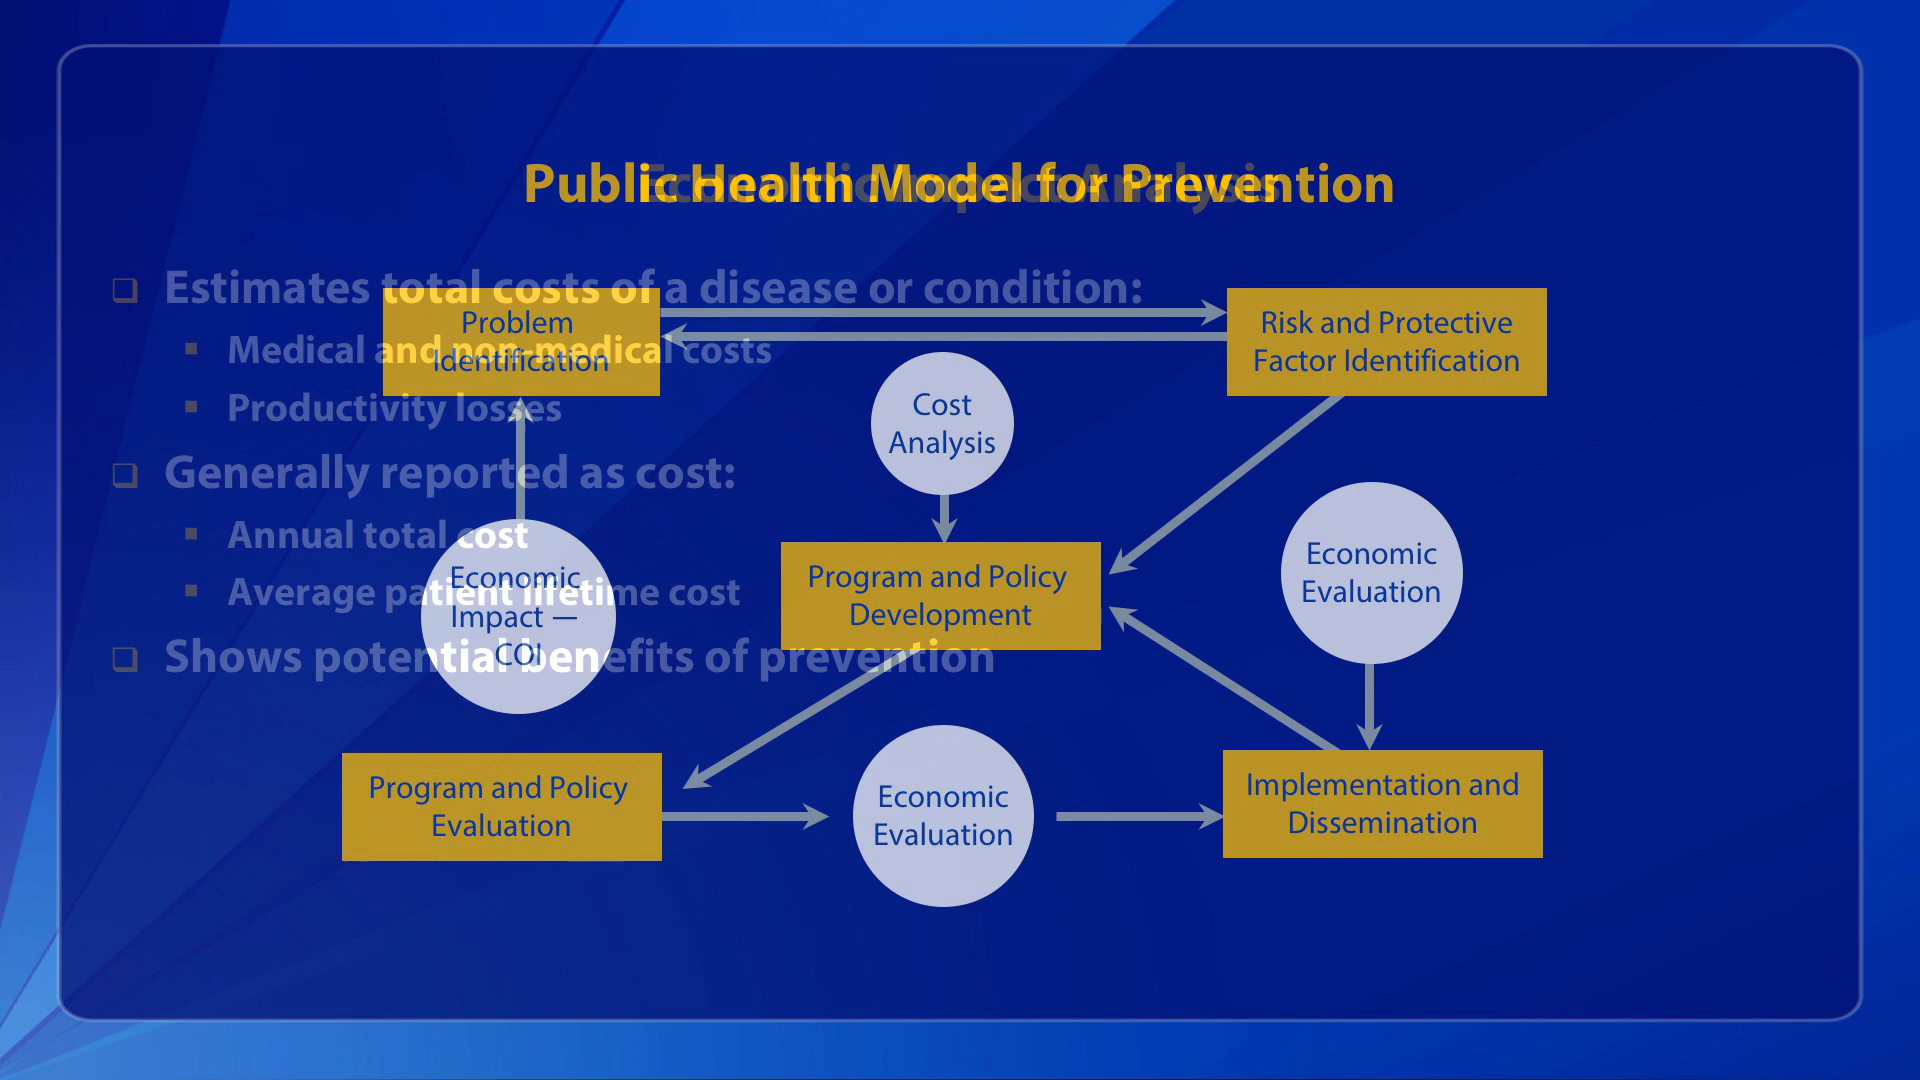 Public Health Model for Prevention
Economic Impact Analysis
Estimates total costs of a disease or condition:
Medical and non-medical costs
Productivity losses
Generally reported as cost:
Annual total cost
Average patient lifetime cost
Shows potential benefits of prevention
Problem
Identification
Risk and Protective
Factor Identification
Cost
Analysis
Economic
Impact —
COI
Program and Policy
Development
Economic
Evaluation
Program and Policy
Evaluation
Economic
Evaluation
Implementation and
Dissemination